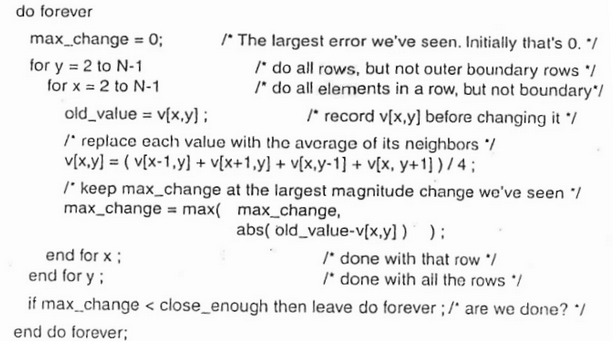 do forever
max_change = 0; /* The largest error we've seen. Initially that's 0. */
for y = 2 to N-1 /* do all rows, but not outer boundary rows */
for x = 2 to N-1 /* do all elements in a row, but not boundary*/
old_value = v[x,y] ; /* record v[x,y] before changing it */
/* replace each value with the average of its neighbors */
v[x,y] = ( v[x-1,y] + v[x+1,y] + v[x,y-1] + v[x, y+1] ) / 4 ;
/* keep max_change at the largest magnitude change we've seen */
max_change = max( max_change,
abs( old_value-v[x,y] ) ) ;
end for x ; /* done with that row */
end for y ; /* done with all the rows */
if max_change < close_enough then leave do forever ; /* are we done? */
end do forever;